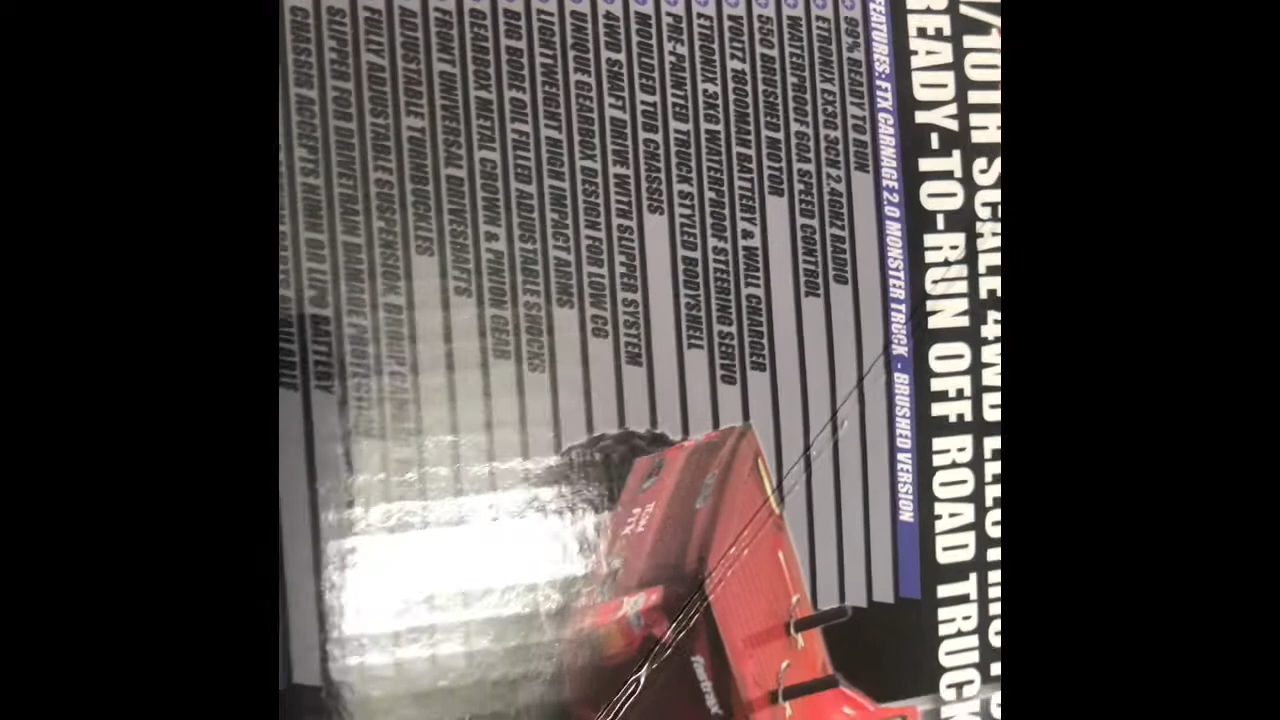 1/10TH SCALE 4WD
READY-TO-RUN OFF ROAD TRUCK
FEATURES: FTX CARNAGE 2.0 MONSTER TRUCK - BRUSHED VERSION
99% READY TO RUN
ETRONIX EX3G 3CH 2.4GHZ RADIO
WATERPROOF 60A SPEED CONTROL
550 BRUSHED MOTOR
VOLTZ 1800MAH BATTERY & WALL CHARGER
ETRONIX 3KG WATERPROOF STEERING SERVO
PRE-PAINTED TRUCK STYLED BODYSHELL
MOULDED TUB CHASSIS
4WD SHAFT DRIVE WITH SLIPPER SYSTEM
UNIQUE GEARBOX DESIGN FOR LOW CG
LIGHTWEIGHT HIGH IMPACT ARMS
BIG BORE OIL FILLED ADJUSTABLE SHOCKS
GEARBOX METAL CROWN & PINION GEAR
FRONT UNIVERSAL DRIVESHAFTS
ADJUSTABLE TURNBUCKLES
FULLY ADJUSTABLE SUSPENSION,
SLIPPER FOR DRIVETRAIN DAMAGE
CHASSIS ACCEPTS NIMH OR LIPO BATTERY
TCM
FTX
fastrax